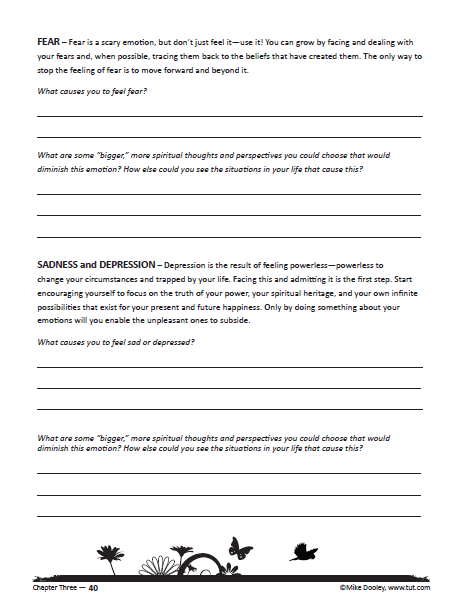 FEAR – Fear is a scary emotion, but don't just feel it—use it! You can grow by facing and dealing with
your fears and, when possible, tracing them back to the beliefs that have created them. The only way to
stop the feeling of fear is to move forward and beyond it.
What causes you to feel fear?
What are some "bigger," more spiritual thoughts and perspectives you could choose that would
diminish this emotion? How else could you see the situations in your life that cause this?
SADNESS and DEPRESSION – Depression is the result of feeling powerless—powerless to
change your circumstances and trapped by your life. Facing this and admitting it is the first step. Start
encouraging yourself to focus on the truth of your power, your spiritual heritage, and your own infinite
possibilities that exist for your present and future happiness. Only by doing something about your
emotions will you enable the unpleasant ones to subside.
What causes you to feel sad or depressed?
What are some "bigger," more spiritual thoughts and perspectives you could choose that would
diminish this emotion? How else could you see the situations in your life that cause this?
Chapter Three — 40
©Mike Dooley, www.tut.com